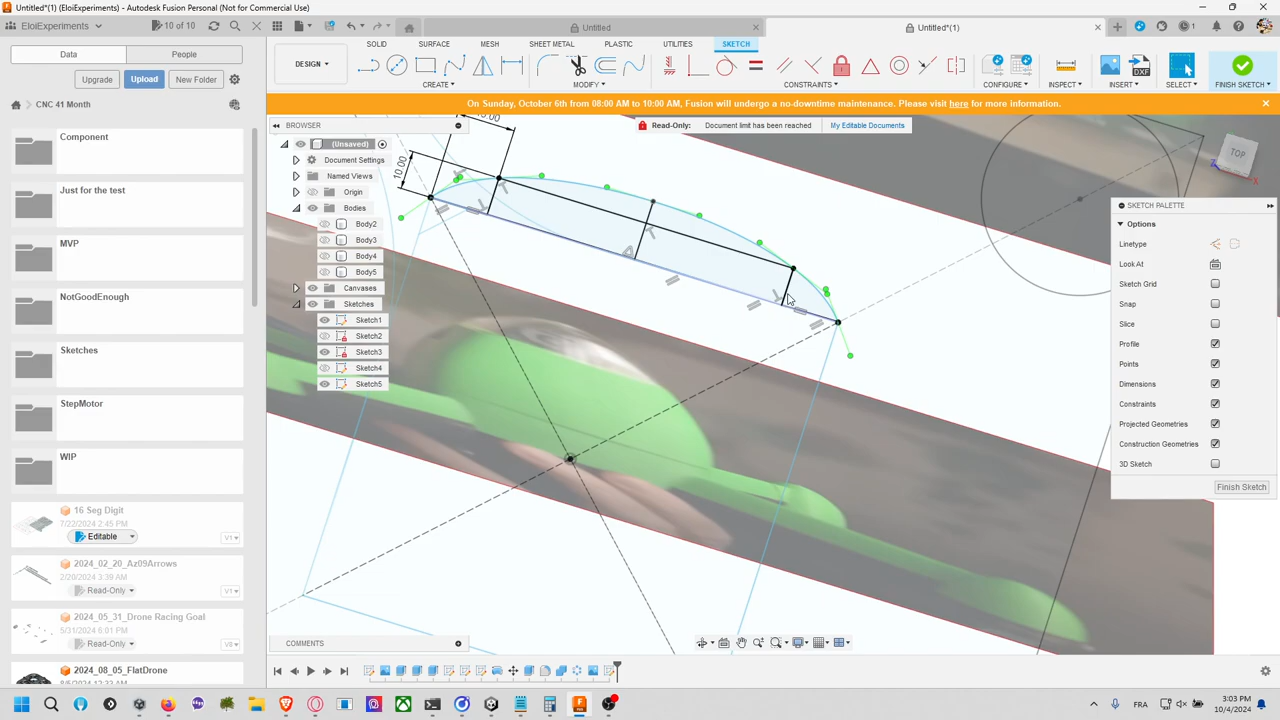 Untitled*(1) (EloiExperiments) - Autodesk Fusion Personal (Not for Commercial Use)
EloiExperiments
10 of 10
Untitled
Untitled*(1)
1
Data
People
SOLID
SURFACE
MESH
SHEET METAL
PLASTIC
UTILITIES
SKETCH
DESIGN
Upgrade
Upload
New Folder
DXF
CREATE
MODIFY
CONSTRAINTS
CONFIGURE
INSPECT
INSERT
SELECT
FINISH SKETCH
CNC 41 Month
On Sunday, October 6th from 08:00 AM to 10:00 AM, Fusion will undergo a no-downtime maintenance. Please visit here for more information.
BROWSER
Read-Only:
Document limit has been reached
My Editable Documents
Component
(Unsaved)
Document Settings
Named Views
Origin
Bodies
Body2
Body3
Body4
Body5
Canvases
Sketches
Sketch1
Sketch2
Sketch3
Sketch4
Sketch5
10.00
TOP
Z
X
Just for the test
MVP
NotGoodEnough
Sketches
StepMotor
WIP
16 Seg Digit
7/22/2024 2:45 PM
Editable
V1
2024_02_20_Az09Arrows
2/20/2024 3:39 AM
Read-Only
V1
2024_05_31_Drone Racing Goal
5/31/2024 6:01 PM
Read-Only
2024_08_05_FlatDrone
SKETCH PALETTE
Options
Linetype
Look At
Sketch Grid
Snap
Slice
Profile
Points
Dimensions
Constraints
Projected Geometries
Construction Geometries
3D Sketch
Finish Sketch
COMMENTS
FRA
3:03 PM
10/4/2024